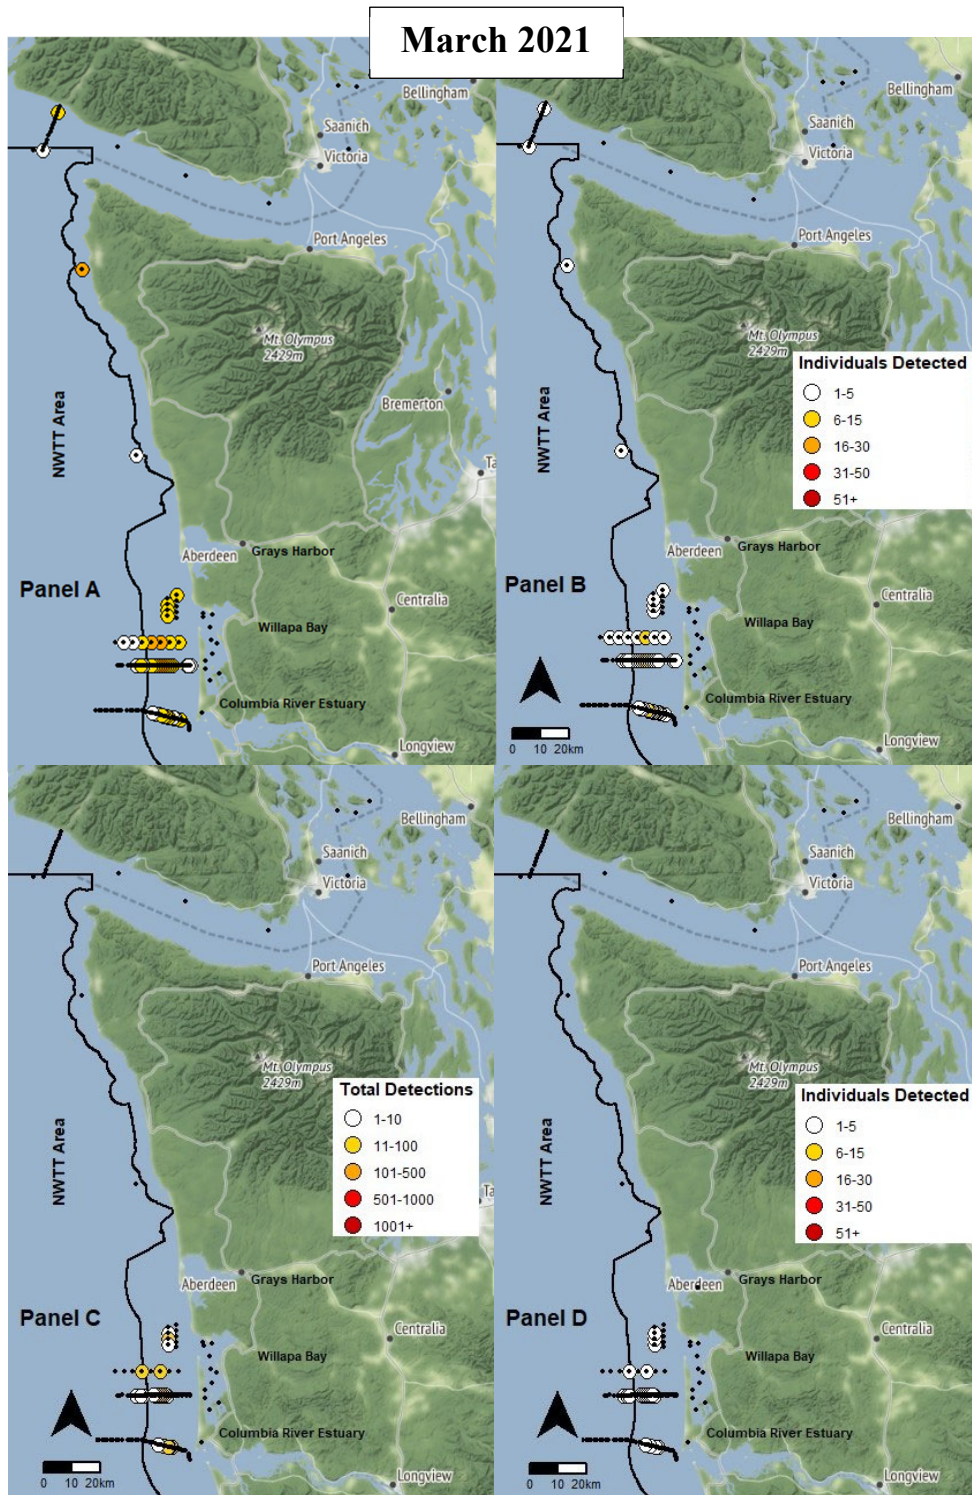 March 2021
Bellingham
Saanich
Victoria
Port Angeles
Mt. Olympus
2429m
NWTT Area
Bremerton
Ta
Grays Harbor
Aberdeen
Panel A
Centralia
Willapa Bay
Columbia River Estuary
Longview
Bellingham
Saanich
Victoria
Port Angeles
Mt. Olympus
2429m
Individuals Detected
1-5
6-15
16-30
31-50
51+
NWTT Area
Grays Harbor
Aberdeen
Panel B
Centralia
Willapa Bay
Columbia River Estuary
0 10 20km
Longview
Bellingham
Saanich
Victoria
Port Angeles
Mt. Olympus
2429m
Total Detections
1-10
11-100
101-500
501-1000
1001+
NWTT Area
Ta
Grays Harbor
Aberdeen
Panel C
Centralia
Willapa Bay
Columbia River Estuary
0 10 20km
Longview
Bellingham
Saanich
Victoria
Port Angeles
Mt. Olympus
2429m
Individuals Detected
1-5
6-15
16-30
31-50
51+
NWTT Area
Grays Harbor
Aberdeen
Panel D
Centralia
Willapa Bay
Columbia River Estuary
0 10 20km
Longview